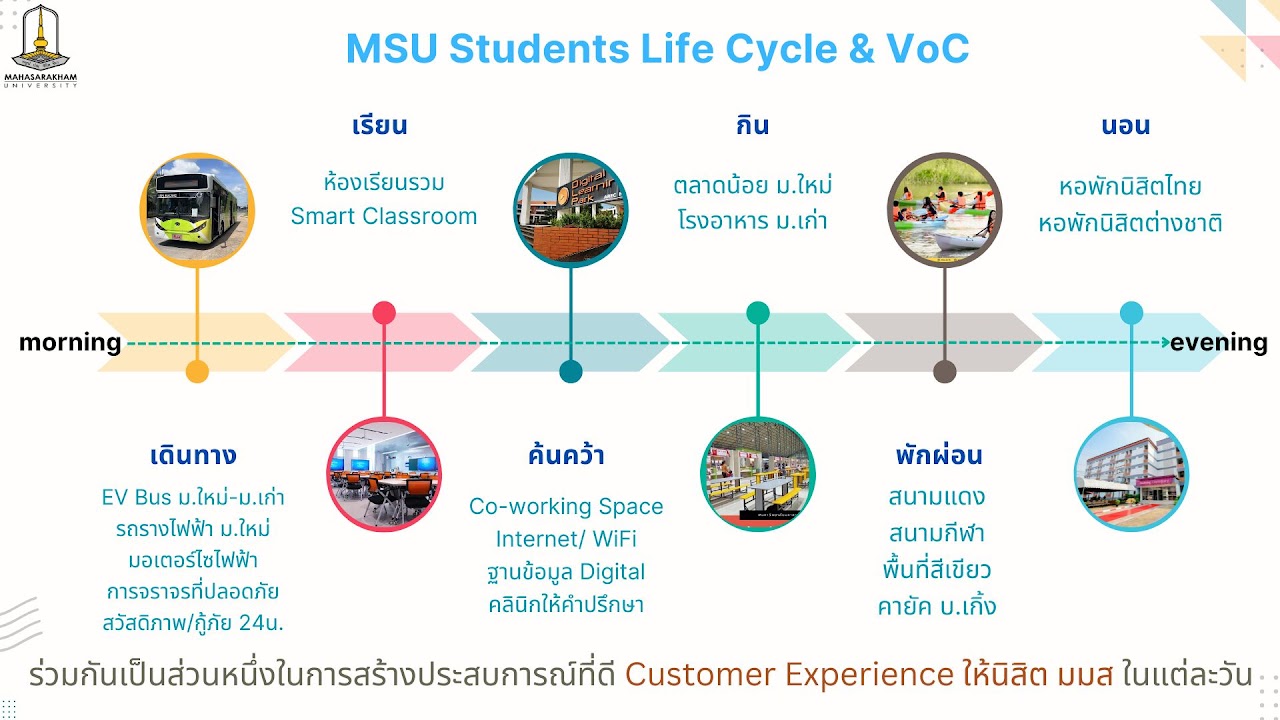 MAHASARAKHAM
UNIVERSITY
MSU Students Life Cycle & VoC
เรียน
ห้องเรียนรวม
Smart Classroom
กิน
ตลาดน้อย ม.ใหม่
โรงอาหาร ม.เก่า
นอน
หอพักนิสิตไทย
หอพักนิสิตต่างชาติ
Digital
Learning
Park
morning
evening
เดินทาง
EV Bus ม.ใหม่-ม.เก่า
รถรางไฟฟ้า ม.ใหม่
มอเตอร์ไซไฟฟ้า
การจราจรที่ปลอดภัย
สวัสดิภาพ/กู้ภัย 24น.
ค้นคว้า
Co-working Space
Internet/ WiFi
ฐานข้อมูล Digital
คลินิกให้คำปรึกษา
พักผ่อน
สนามแดง
สนามกีฬา
พื้นที่สีเขียว
คายัค บ.เกิ้ง
ร่วมกันเป็นส่วนหนึ่งในการสร้างประสบการณ์ที่ดี Customer Experience ให้นิสิต มมส ในแต่ละวัน